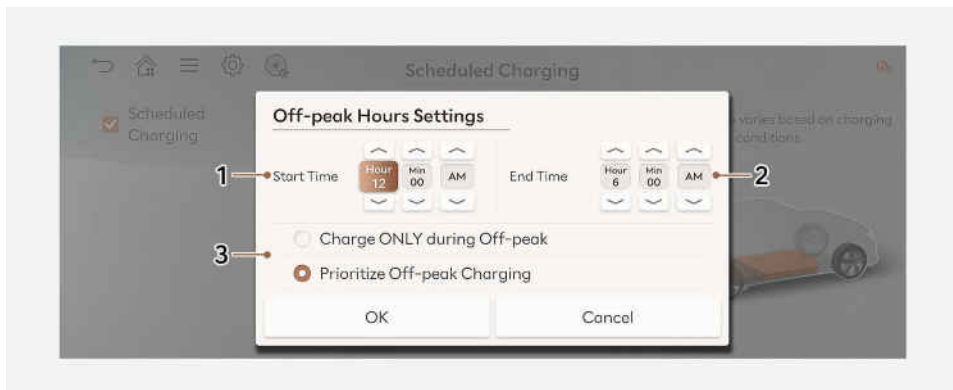 Scheduled Charging
Scheduled
Charging
varies based on charging
conditions.
Off-peak Hours Settings
1
Start Time
Hour
12
Min
00
AM
End Time
Hour
6
Min
00
AM
2
3
Charge ONLY during Off-peak
Prioritize Off-peak Charging
OK
Cancel